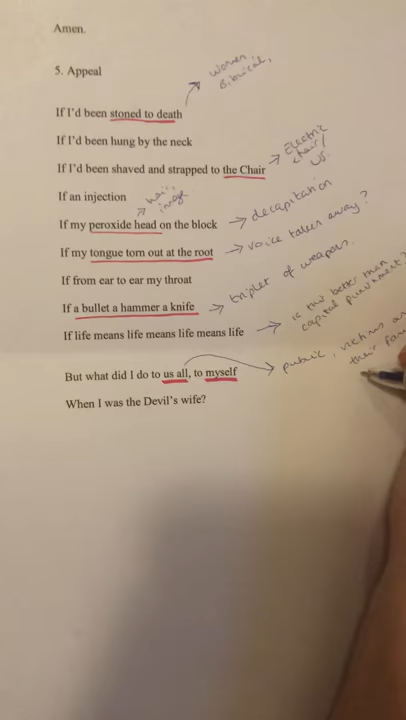 Amen.
5. Appeal
women,
Biblical,
If I'd been stoned to death
If I'd been hung by the neck
If I'd been shaved and strapped to the Chair
Electric
chair/
US.
If an injection
hair,
image
If my peroxide head on the block
decapitation
If my tongue torn out at the root
voice taken away?
If from ear to ear my throat
If a bullet a hammer a knife
triplet of weapons.
If life means life means life means life
is this better than
capital punishment?
But what did I do to us all, to myself
public, victims an
their fam
When I was the Devil's wife?